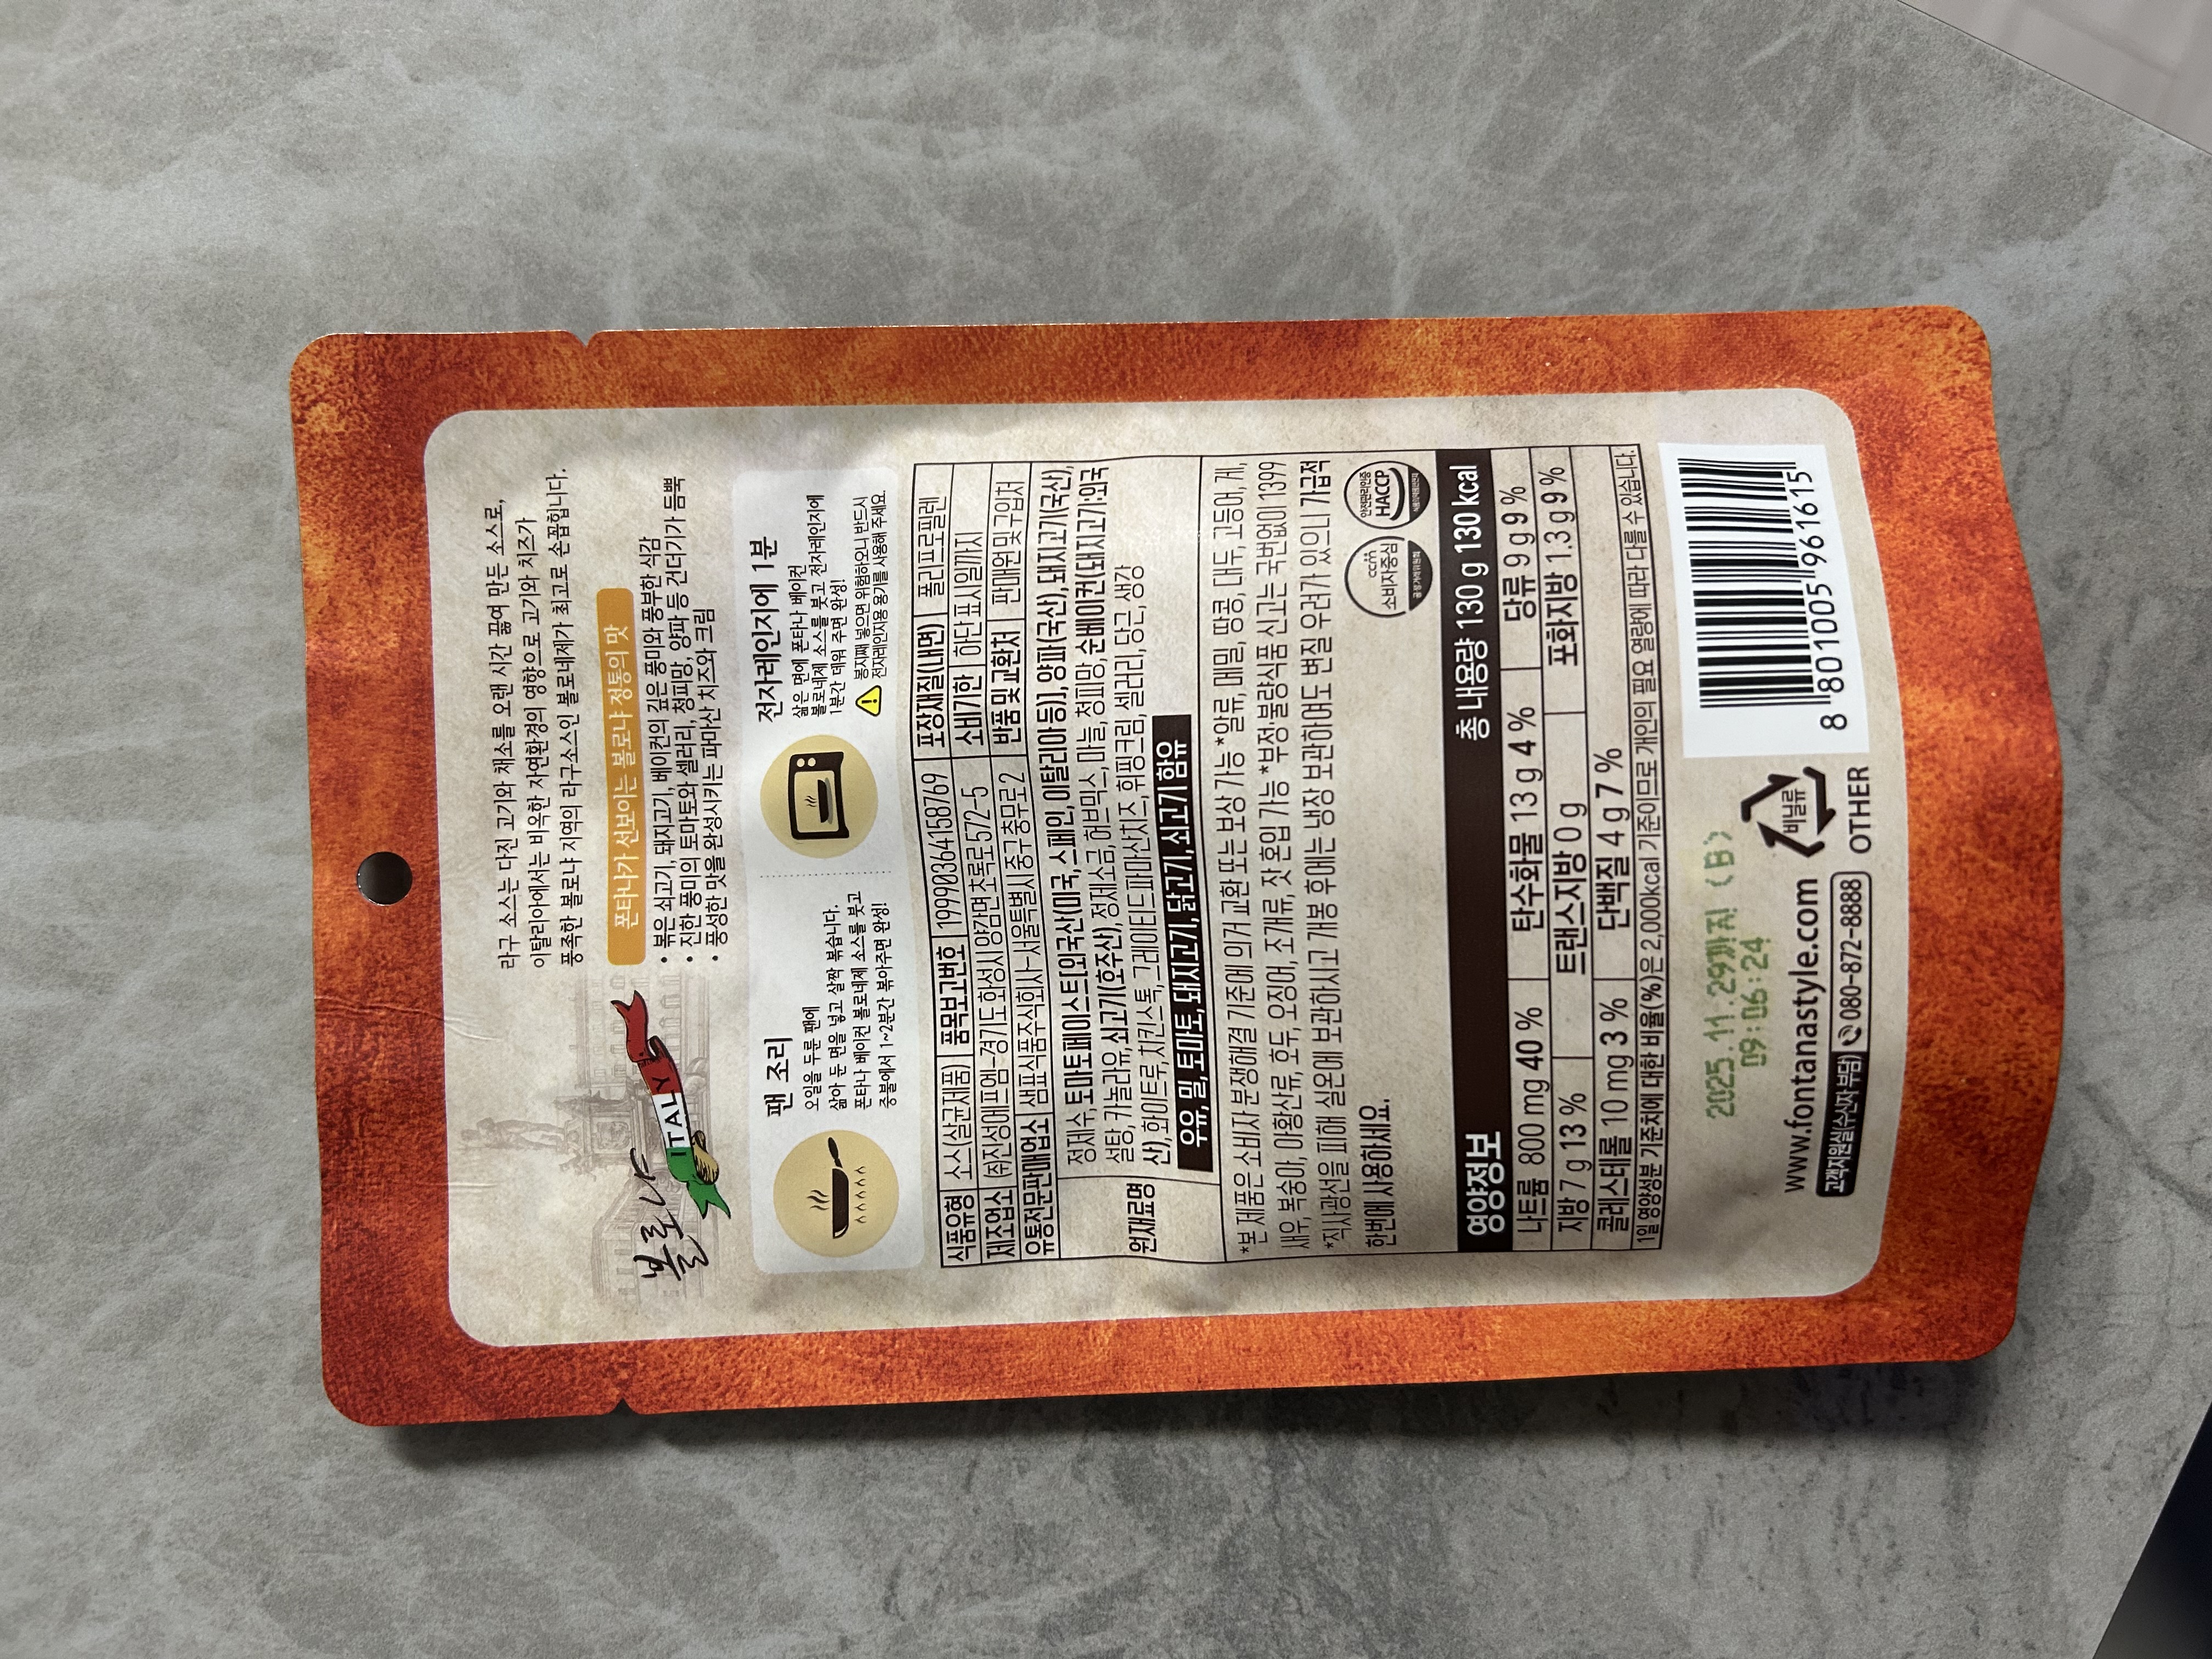 라구 소스는 다진 고기와 채소를 오랜 시간 끓여 만든 소스로,
이탈리아에서는 비옥한 자연환경의 영향으로 고기와 치즈가
풍족한 볼로냐 지역의 라구소스인 볼로네제가 최고로 손꼽힙니다.
볼로냐
ITALY
폰타나가 선보이는 볼로냐 정통의 맛
• 볶은 쇠고기, 돼지고기, 베이컨의 깊은 풍미와 풍부한 식감
• 진한 풍미의 토마토와 셀러리, 청피망, 양파 등 건더기가 듬뿍
• 풍성한 맛을 완성시키는 파마산 치즈와 크림
팬 조리
오일을 두른 팬에
삶아 둔 면을 넣고 살짝 볶습니다.
폰타나 베이컨 볼로네제 소스를 붓고
중불에서 1~2분간 볶아주면 완성!
전자레인지에 1분
삶은 면에 폰타나 베이컨
볼로네제 소스를 붓고 전자레인지에
1분간 데워 주면 완성!
봉지째 넣으면 위험하오니 반드시
전자레인지용 용기를 사용해 주세요.
식품유형 소스(살균제품) 품목보고번호 19990364158769 포장재질(내면) 폴리프로필렌
제조업소 (취)진성에프엠-경기도 화성시 양감면 초록로 572-5 소비기한 하단 표시일까지
유통전문판매업소 샘표식품주식회사-서울특별시 중구 충무로 2 반품 및 교환처 판매원 및 구입처
원재료명 정제수, 토마토페이스트[외국산(미국, 스페인, 이탈리아 등)], 양파(국산), 돼지고기(국산),
설탕, 카놀라유, 쇠고기(호주산), 정제소금, 허브믹스, 마늘, 청피망, 순베이컨(돼지고기:외국
산), 화이트루, 치킨스톡, 그레이티드파마산치즈, 휘핑크림, 셀러리, 당근, 생강
우유, 밀, 토마토, 돼지고기, 닭고기, 쇠고기 함유
*본 제품은 소비자 분쟁해결 기준에 의거 교환 또는 보상 가능 *알류, 메밀, 땅콩, 대두, 고등어, 게,
새우, 복숭아, 아황산류, 호두, 오징어, 조개류, 잣 혼입 가능 *부정·불량식품 신고는 국번없이 1399
*직사광선을 피해 실온에 보관하시고 개봉 후에는 냉장 보관하여도 변질 우려가 있으니 가급적
한번에 사용하세요.
ccm
소비자중심
공정거래위원회
안전관리인증
HACCP
식품의약품안전처
영양정보 총 내용량 130 g 130 kcal
나트륨 800 mg 40 % 탄수화물 13 g 4 % 당류 9 g 9 %
지방 7 g 13 % 트랜스지방 0 g 포화지방 1.3 g 9 %
콜레스테롤 10 mg 3 % 단백질 4 g 7 %
1일 영양성분 기준치에 대한 비율(%)은 2,000kcal 기준이므로 개인의 필요 열량에 따라 다를 수 있습니다.
2025.11.29까지 (B)
09:06:24
www.fontanastyle.com
고객지원실(수신자 부담) 080-872-8888
비닐류
OTHER
8 801005 961615